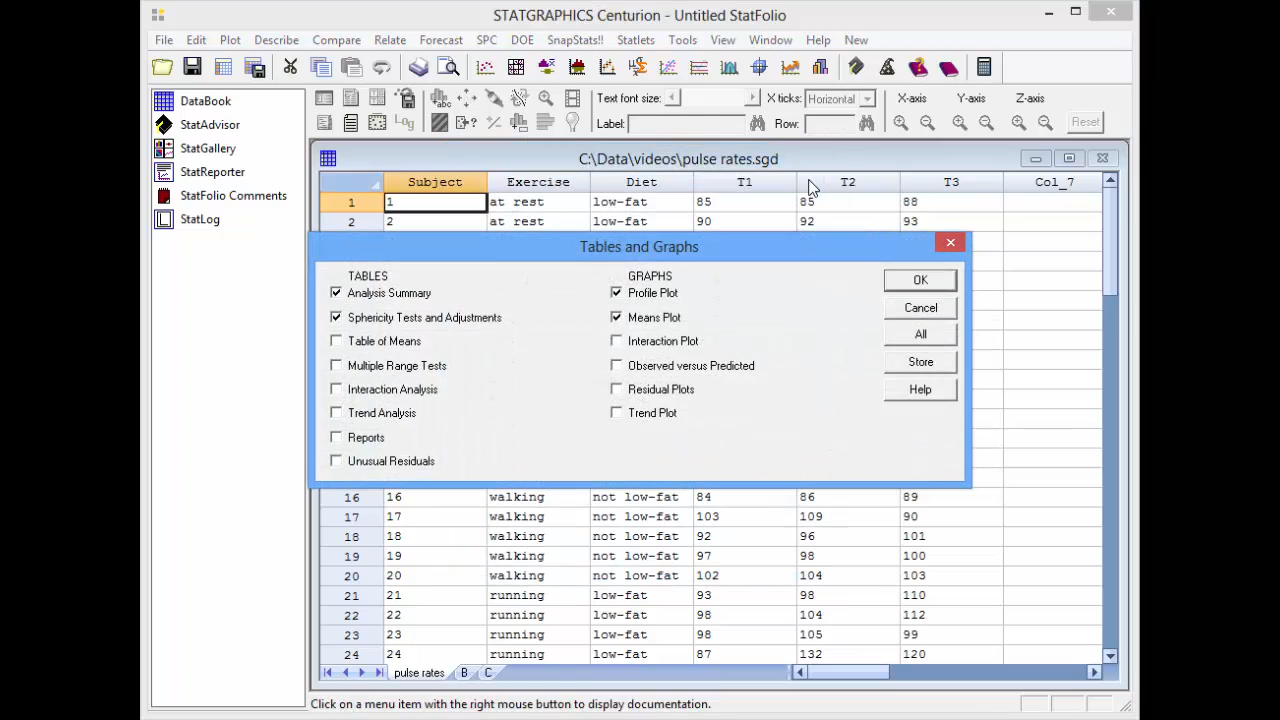 STATGRAPHICS Centurion - Untitled StatFolio
File Edit Plot Describe Compare Relate Forecast SPC DOE SnapStats!! Statlets Tools View Window Help New
Text font size: X ticks: Horizontal X-axis Y-axis Z-axis
Label: Row: Reset
DataBook
StatAdvisor
StatGallery
StatReporter
StatFolio Comments
StatLog
C:\Data\videos\pulse rates.sgd
Subject Exercise Diet T1 T2 T3 Col_7
1 1 at rest low-fat 85 85 88
2 2 at rest low-fat 90 92 93
Tables and Graphs
TABLES
Analysis Summary
Sphericity Tests and Adjustments
Table of Means
Multiple Range Tests
Interaction Analysis
Trend Analysis
Reports
Unusual Residuals
GRAPHS
Profile Plot
Means Plot
Interaction Plot
Observed versus Predicted
Residual Plots
Trend Plot
OK
Cancel
All
Store
Help
16 16 walking not low-fat 84 86 89
17 17 walking not low-fat 103 109 90
18 18 walking not low-fat 92 96 101
19 19 walking not low-fat 97 98 100
20 20 walking not low-fat 102 104 103
21 21 running low-fat 93 98 110
22 22 running low-fat 98 104 112
23 23 running low-fat 98 105 99
24 24 running low-fat 87 132 120
pulse rates B C
Click on a menu item with the right mouse button to display documentation.